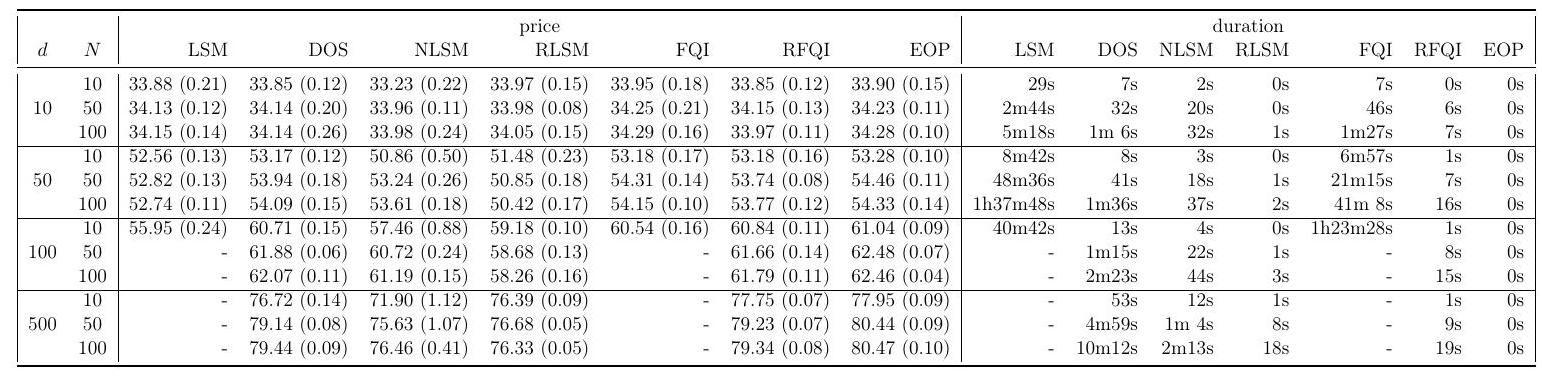 price duration
d N LSM DOS NLSM RLSM FQI RFQI EOP LSM DOS NLSM RLSM FQI RFQI EOP
10 33.88 (0.21) 33.85 (0.12) 33.23 (0.22) 33.97 (0.15) 33.95 (0.18) 33.85 (0.12) 33.90 (0.15) 29s 7s 2s 0s 7s 0s 0s
10 50 34.13 (0.12) 34.14 (0.20) 33.96 (0.11) 33.98 (0.08) 34.25 (0.21) 34.15 (0.13) 34.23 (0.11) 2m44s 32s 20s 0s 46s 6s 0s
100 34.15 (0.14) 34.14 (0.26) 33.98 (0.24) 34.05 (0.15) 34.29 (0.16) 33.97 (0.11) 34.28 (0.10) 5m18s 1m 6s 32s 1s 1m27s 7s 0s
10 52.56 (0.13) 53.17 (0.12) 50.86 (0.50) 51.48 (0.23) 53.18 (0.17) 53.18 (0.16) 53.28 (0.10) 8m42s 8s 3s 0s 6m57s 1s 0s
50 50 52.82 (0.13) 53.94 (0.18) 53.24 (0.26) 50.85 (0.18) 54.31 (0.14) 53.74 (0.08) 54.46 (0.11) 48m36s 41s 18s 1s 21m15s 7s 0s
100 52.74 (0.11) 54.09 (0.15) 53.61 (0.18) 50.42 (0.17) 54.15 (0.10) 53.77 (0.12) 54.33 (0.14) 1h37m48s 1m36s 37s 2s 41m 8s 16s 0s
10 55.95 (0.24) 60.71 (0.15) 57.46 (0.88) 59.18 (0.10) 60.54 (0.16) 60.84 (0.11) 61.04 (0.09) 40m42s 13s 4s 0s 1h23m28s 1s 0s
100 50 - 61.88 (0.06) 60.72 (0.24) 58.68 (0.13) - 61.66 (0.14) 62.48 (0.07) - 1m15s 22s 1s - 8s 0s
100 - 62.07 (0.11) 61.19 (0.15) 58.26 (0.16) - 61.79 (0.11) 62.46 (0.04) - 2m23s 44s 3s - 15s 0s
10 - 76.72 (0.14) 71.90 (1.12) 76.39 (0.09) - 77.75 (0.07) 77.95 (0.09) - 53s 12s 1s - 1s 0s
500 50 - 79.14 (0.08) 75.63 (1.07) 76.68 (0.05) - 79.23 (0.07) 80.44 (0.09) - 4m59s 1m 4s 8s - 9s 0s
100 - 79.44 (0.09) 76.46 (0.41) 76.33 (0.05) - 79.34 (0.08) 80.47 (0.10) - 10m12s 2m13s 18s - 19s 0s